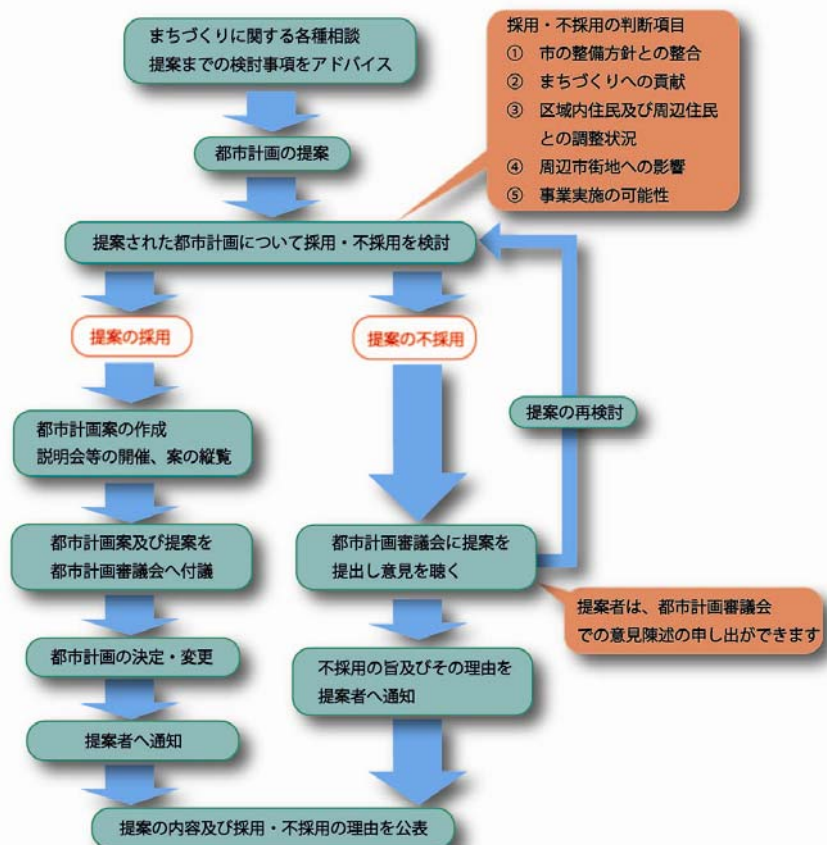 まちづくりに関する各種相談
提案までの検討事項をアドバイス
採用・不採用の判断項目
① 市の整備方針との整合
② まちづくりへの貢献
③ 区域内住民及び周辺住民
との調整状況
④ 周辺市街地への影響
⑤ 事業実施の可能性
都市計画の提案
提案された都市計画について採用・不採用を検討
提案の採用
提案の不採用
提案の再検討
都市計画案の作成
説明会等の開催、案の縦覧
都市計画案及び提案を
都市計画審議会へ付議
都市計画審議会に提案を
提出し意見を聴く
提案者は、都市計画審議会
での意見陳述の申し出ができます
都市計画の決定・変更
不採用の旨及びその理由を
提案者へ通知
提案者へ通知
提案の内容及び採用・不採用の理由を公表